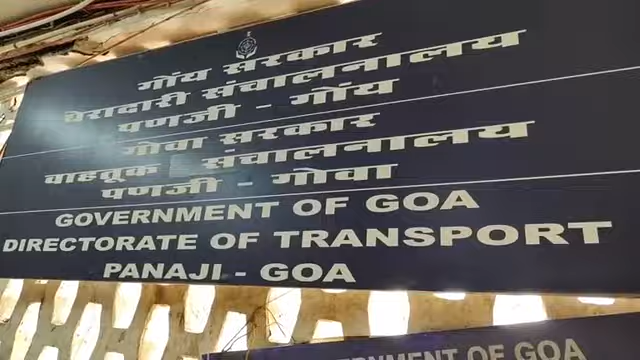 गोंय सरकार
येरादारी संचालनालय
पणजी - गोंय
गोवा सरकार
वाहतूक संचालनालय
पणजी - गोवा
GOVERNMENT OF GOA
DIRECTORATE OF TRANSPORT
PANAJI - GOA
GOVERNMENT OF GOA